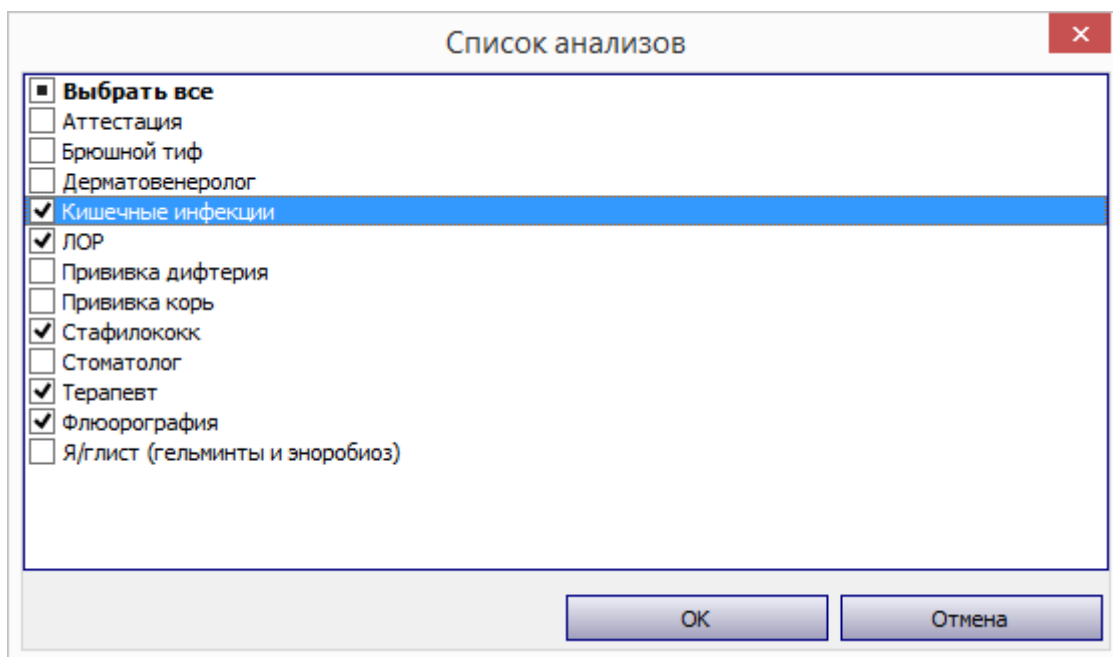 Список анализов
Выбрать все
Аттестация
Брюшной тиф
Дерматовенеролог
Кишечные инфекции
ЛОР
Прививка дифтерия
Прививка корь
Стафилококк
Стоматолог
Терапевт
Флюорография
Я/глист (гельминты и эноробиоз)
ОК
Отмена